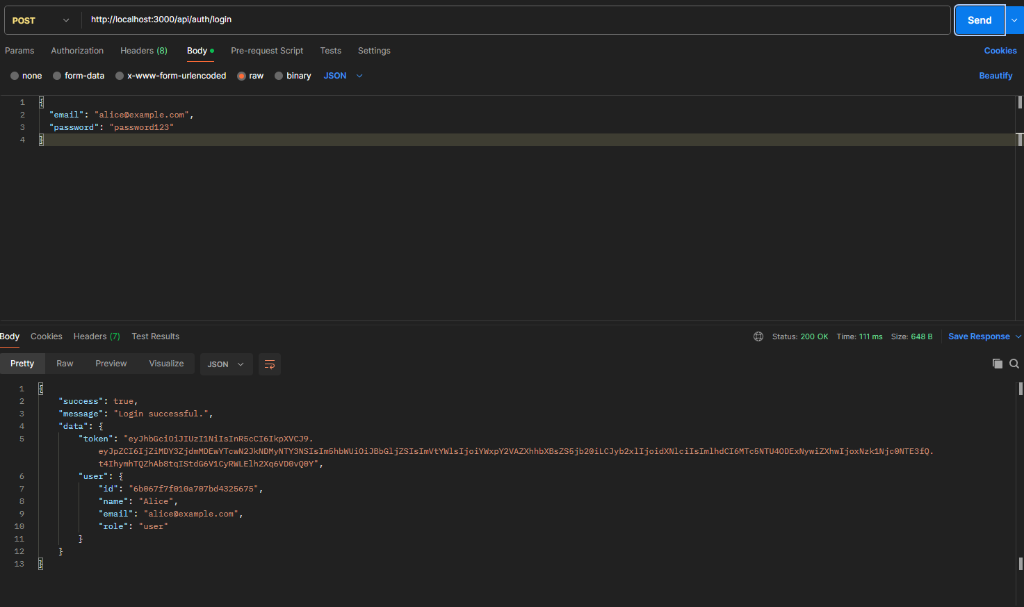 POST http://localhost:3000/api/auth/login Send
Params Authorization Headers (8) Body Pre-request Script Tests Settings Cookies
none form-data x-www-form-urlencoded raw binary JSON Beautify
1 {
2 "email": "alice@example.com",
3 "password": "password123"
4 }
Body Cookies Headers (7) Test Results Status: 200 OK Time: 111 ms Size: 648 B Save Response
Pretty Raw Preview Visualize JSON
1 {
2 "success": true,
3 "message": "Login successful.",
4 "data": {
5 "token": "eyJhbGciOiJIUzI1NiIsInR5cCI6IkpXVCJ9.
6 "user": {
7 "id": "6b067f7f010a707bd4325675",
8 "name": "Alice",
9 "email": "alice@example.com",
10 "role": "user"
11 }
12 }
13 }